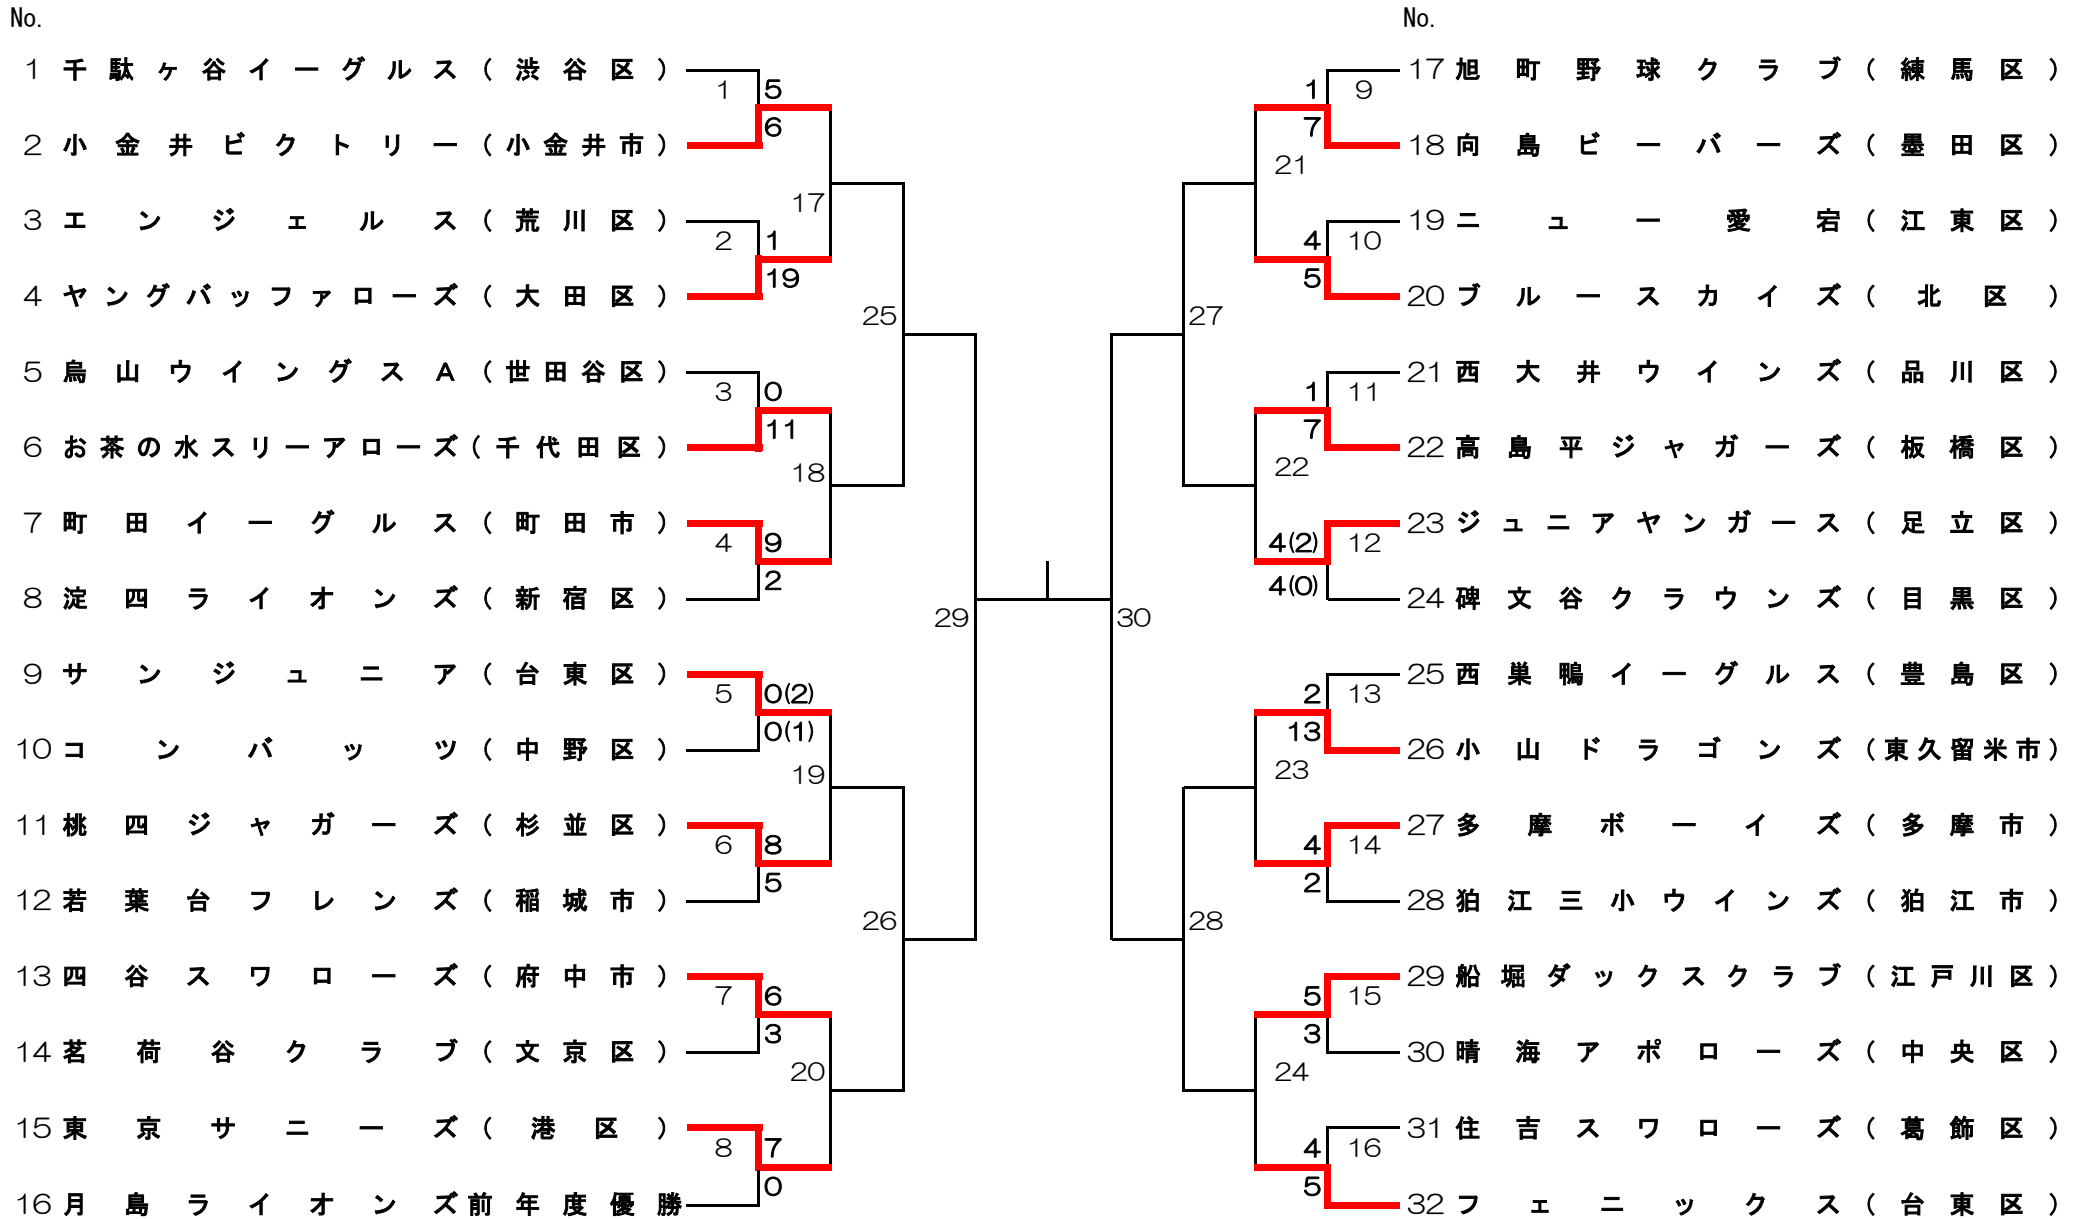 No.
1 千駄ヶ谷イーグルス(渋谷区)
1 5
6
2 小金井ビクトリー(小金井市)
17
3 エンジェルス(荒川区)
2 1
19
4 ヤングバッファローズ(大田区)
25
5 烏山ウイングスA(世田谷区)
3 0
11
6 お茶の水スリーアローズ(千代田区)
18
7 町田イーグルス(町田市)
4 9
2
8 淀四ライオンズ(新宿区)
29
9 サンジュニア(台東区)
5 0(2)
0(1)
10 コンバッツ(中野区)
19
11 桃四ジャガーズ(杉並区)
6 8
5
12 若葉台フレンズ(稲城市)
26
13 四谷スワローズ(府中市)
7 6
3
14 茗荷谷クラブ(文京区)
20
15 東京サニーズ(港区)
8 7
0
16 月島ライオンズ前年度優勝
No.
17 旭町野球クラブ(練馬区)
1 9
7
18 向島ビーバーズ(墨田区)
21
19 ニュー愛宕(江東区)
4 10
5
20 ブルースカイズ(北区)
27
21 西大井ウインズ(品川区)
1 11
7
22 高島平ジャガーズ(板橋区)
22
23 ジュニアヤンガース(足立区)
4(2) 12
4(0)
24 碑文谷クラウンズ(目黒区)
30
25 西巣鴨イーグルス(豊島区)
2 13
13
26 小山ドラゴンズ(東久留米市)
23
27 多摩ボーイズ(多摩市)
4 14
2
28 狛江三小ウインズ(狛江市)
28
29 船堀ダックスクラブ(江戸川区)
5 15
3
30 晴海アポローズ(中央区)
24
31 住吉スワローズ(葛飾区)
4 16
5
32 フェニックス(台東区)